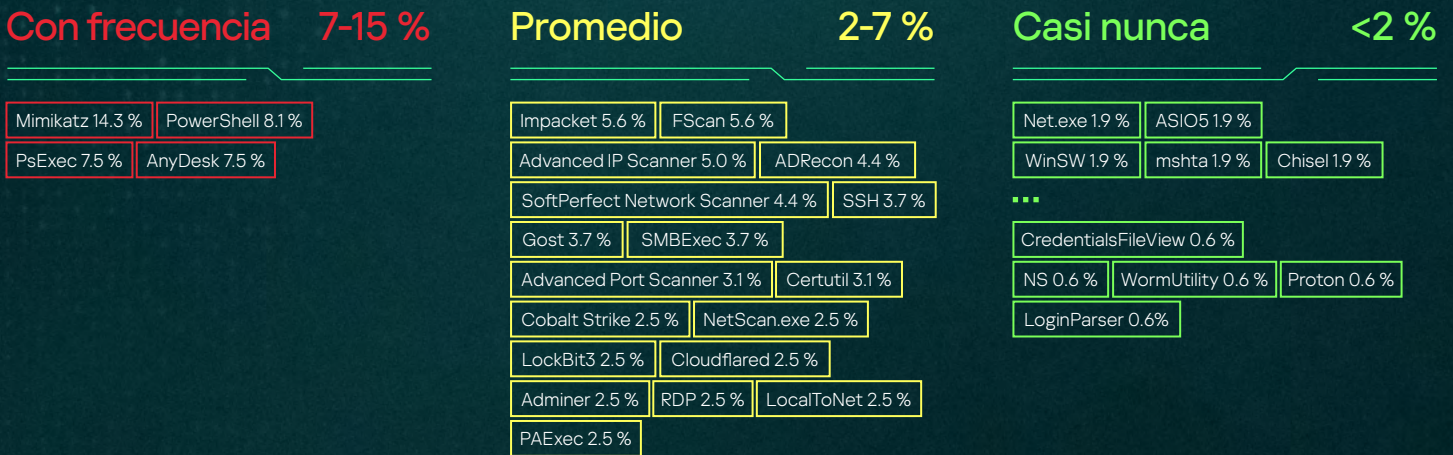 Con frecuencia 7-15 %
Mimikatz 14.3 % PowerShell 8.1 %
PsExec 7.5 % AnyDesk 7.5 %
Promedio 2-7 %
Impacket 5.6 % FScan 5.6 %
Advanced IP Scanner 5.0 % ADRecon 4.4 %
SoftPerfect Network Scanner 4.4 % SSH 3.7 %
Gost 3.7 % SMBExec 3.7 %
Advanced Port Scanner 3.1 % Certutil 3.1 %
Cobalt Strike 2.5 % NetScan.exe 2.5 %
LockBit3 2.5 % Cloudflared 2.5 %
Adminer 2.5 % RDP 2.5 % LocalToNet 2.5 %
PAExec 2.5 %
Casi nunca <2 %
Net.exe 1.9 % ASIO5 1.9 %
WinSW 1.9 % mshta 1.9 % Chisel 1.9 %
...
CredentialsFileView 0.6 %
NS 0.6 % WormUtility 0.6 % Proton 0.6 %
LoginParser 0.6%